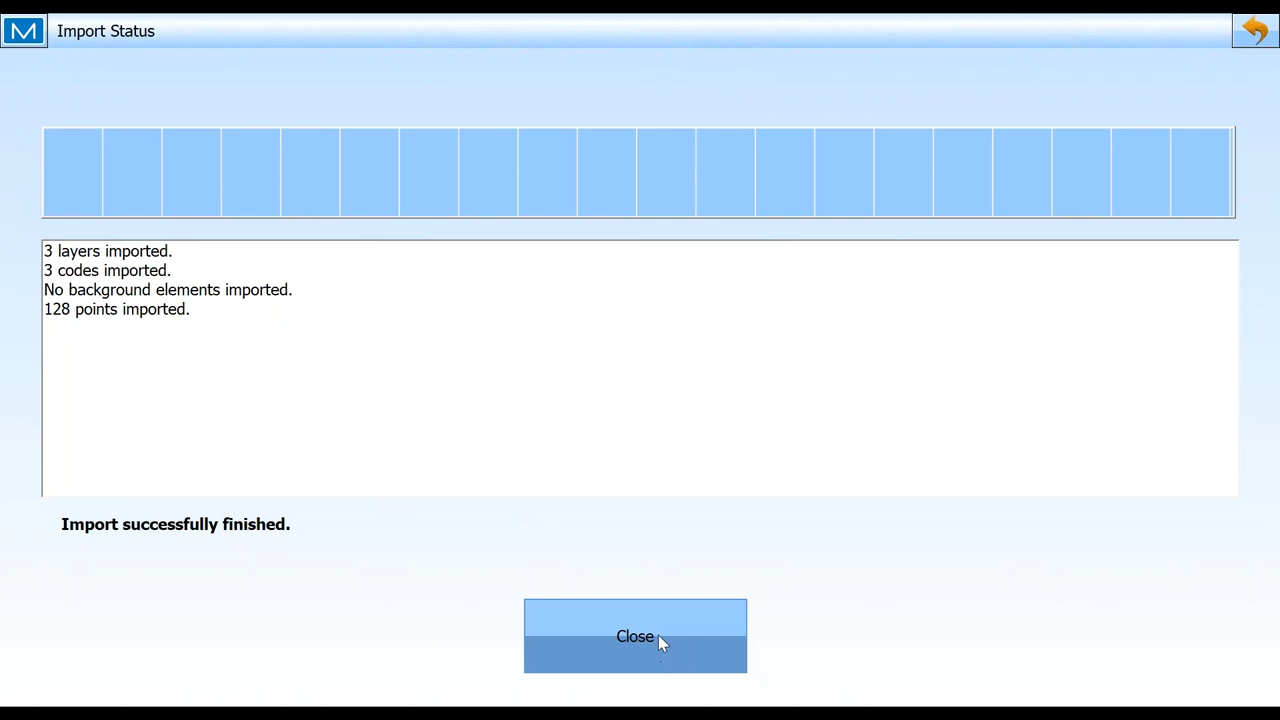 Import Status
3 layers imported.
3 codes imported.
No background elements imported.
128 points imported.
Import successfully finished.
Close